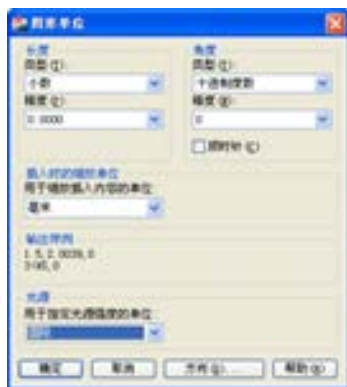 图形单位
长度
类型(T):
小数
精度(P):
0.0000
角度
类型(Y):
十进制度数
精度(N):
0
顺时针(C)
插入时的缩放单位
用于缩放插入内容的单位:
毫米
输出样例
1.5,2.0039,0
3<45,0
光源
用于指定光源强度的单位:
确定
取消
方向(D)...
帮助(H)